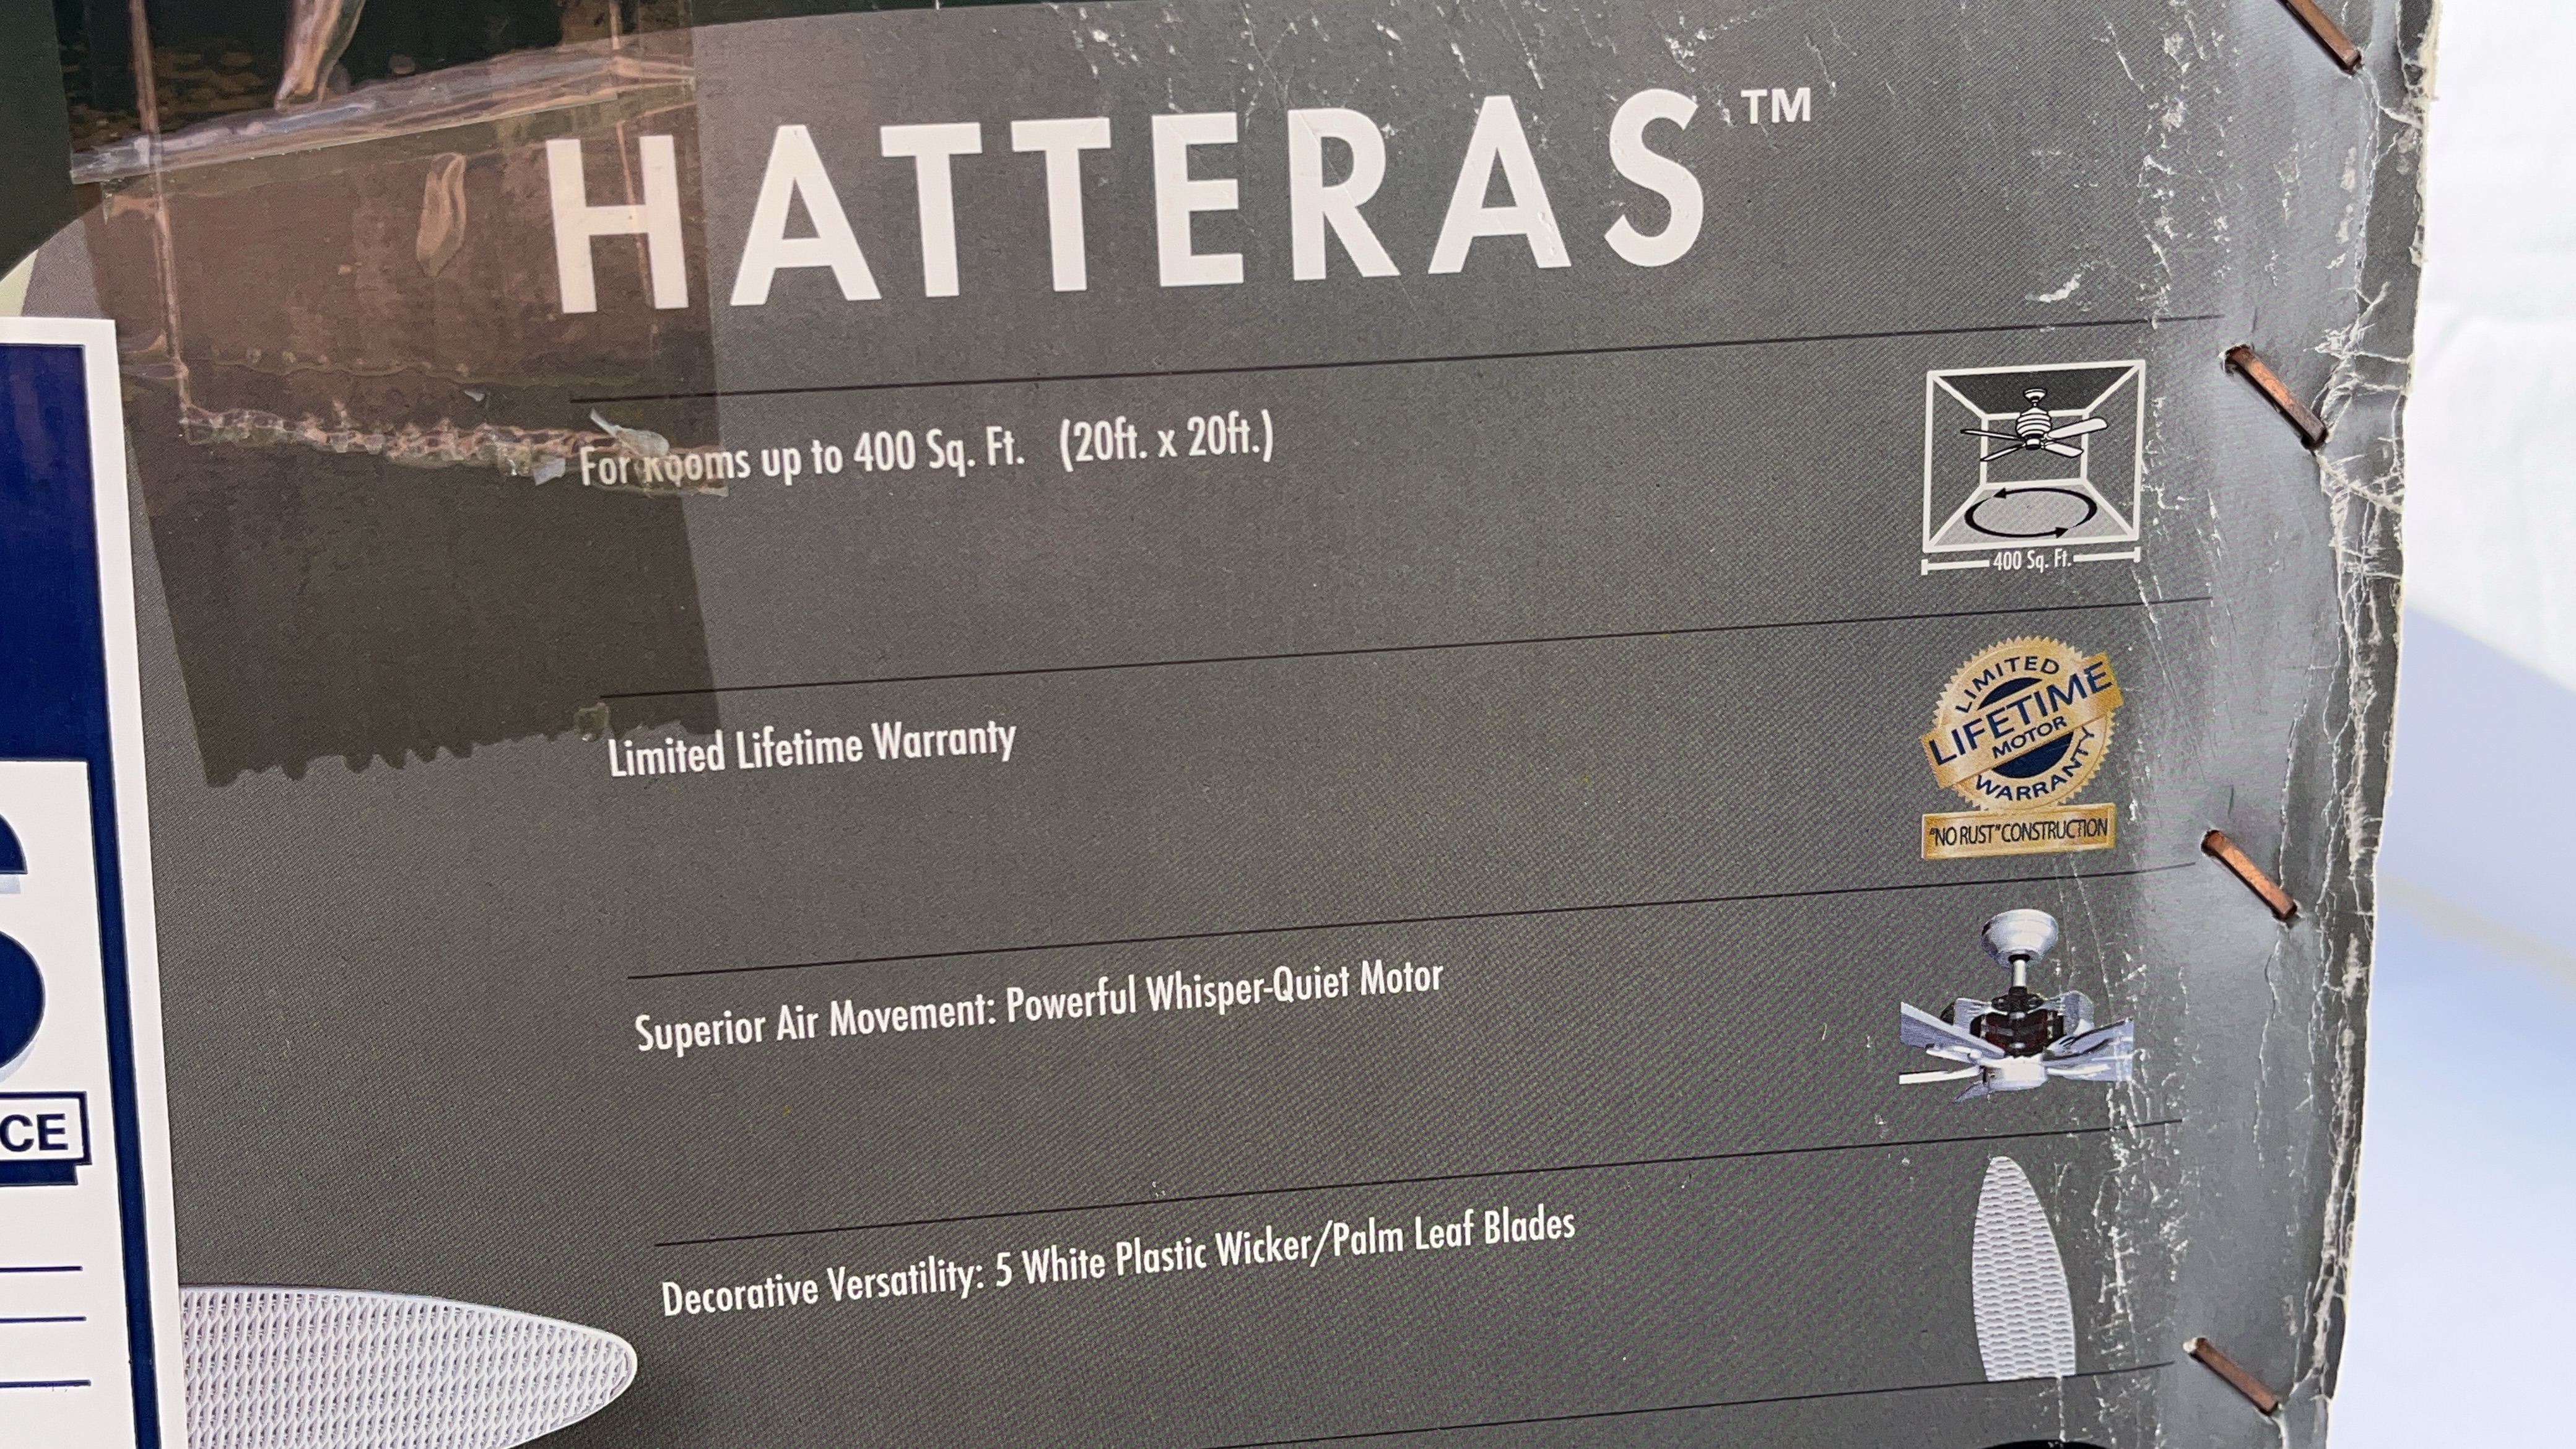 HATTERAS™
For Rooms up to 400 Sq. Ft. (20ft. x 20ft.)
400 Sq. Ft.
Limited Lifetime Warranty
LIMITED
LIFETIME
MOTOR
WARRANTY
"NO RUST" CONSTRUCTION
Superior Air Movement: Powerful Whisper-Quiet Motor
CE
Decorative Versatility: 5 White Plastic Wicker/Palm Leaf Blades